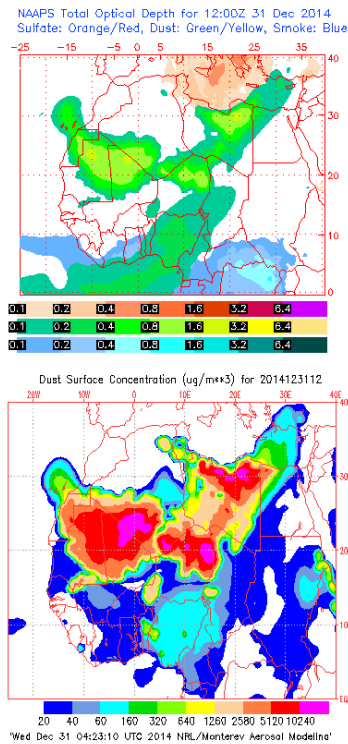 NAAPS Total Optical Depth for 12:00Z 31 Dec 2014
Sulfate: Orange/Red, Dust: Green/Yellow, Smoke: Blue
-25 -15 -5 5 15 25 35
40
30
20
10
0
0.1 0.2 0.4 0.8 1.6 3.2 6.4
0.1 0.2 0.4 0.8 1.6 3.2 6.4
0.1 0.2 0.4 0.8 1.6 3.2 6.4
Dust Surface Concentration (ug/m**3) for 2014123112
20W 10W 0 10E 20E 30E 40E
40
30
20
10
EQ
20 40 60 160 320 640 1260 2580 5120 10240
'Wed Dec 31 04:23:10 UTC 2014 NRL/Monterey Aerosol Modeling'